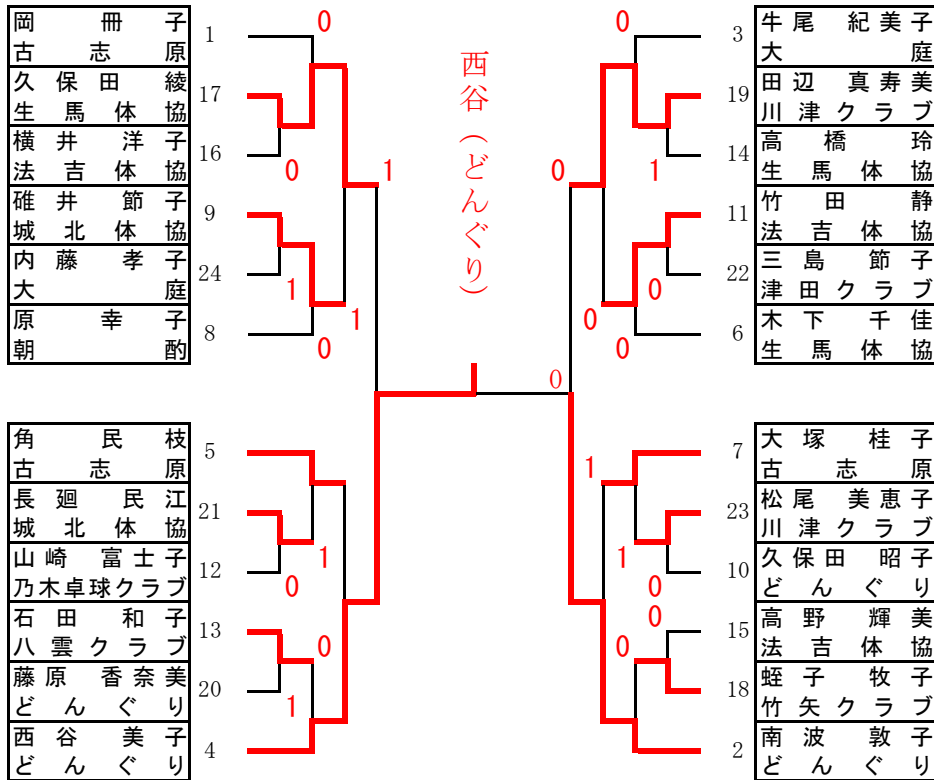 岡 冊 子
古 志 原
1
久 保 田 綾
生 馬 体 協
17
横 井 洋 子
法 吉 体 協
16
碓 井 節 子
城 北 体 協
9
内 藤 孝 子
大 庭
24
原 幸 子
朝 酌
8
0
0
1
1
1
0
角 民 枝
古 志 原
5
長 廻 民 江
城 北 体 協
21
山 崎 富 士 子
乃木卓球クラブ
12
石 田 和 子
八 雲 ク ラ ブ
13
藤 原 香 奈 美
ど ん ぐ り
20
西 谷 美 子
ど ん ぐ り
4
1
0
0
1
西谷(どんぐり)
0
牛 尾 紀 美 子
大 庭
3
田 辺 真 寿 美
川 津 ク ラ ブ
19
高 橋 玲
生 馬 体 協
14
竹 田 静
法 吉 体 協
11
三 島 節 子
津 田 ク ラ ブ
22
木 下 千 佳
生 馬 体 協
6
0
1
0
0
0
0
大 塚 桂 子
古 志 原
7
松 尾 美 恵 子
川 津 ク ラ ブ
23
久 保 田 昭 子
ど ん ぐ り
10
高 野 輝 美
法 吉 体 協
15
蛭 子 牧 子
竹 矢 ク ラ ブ
18
南 波 敦 子
ど ん ぐ り
2
1
1
0
0
0